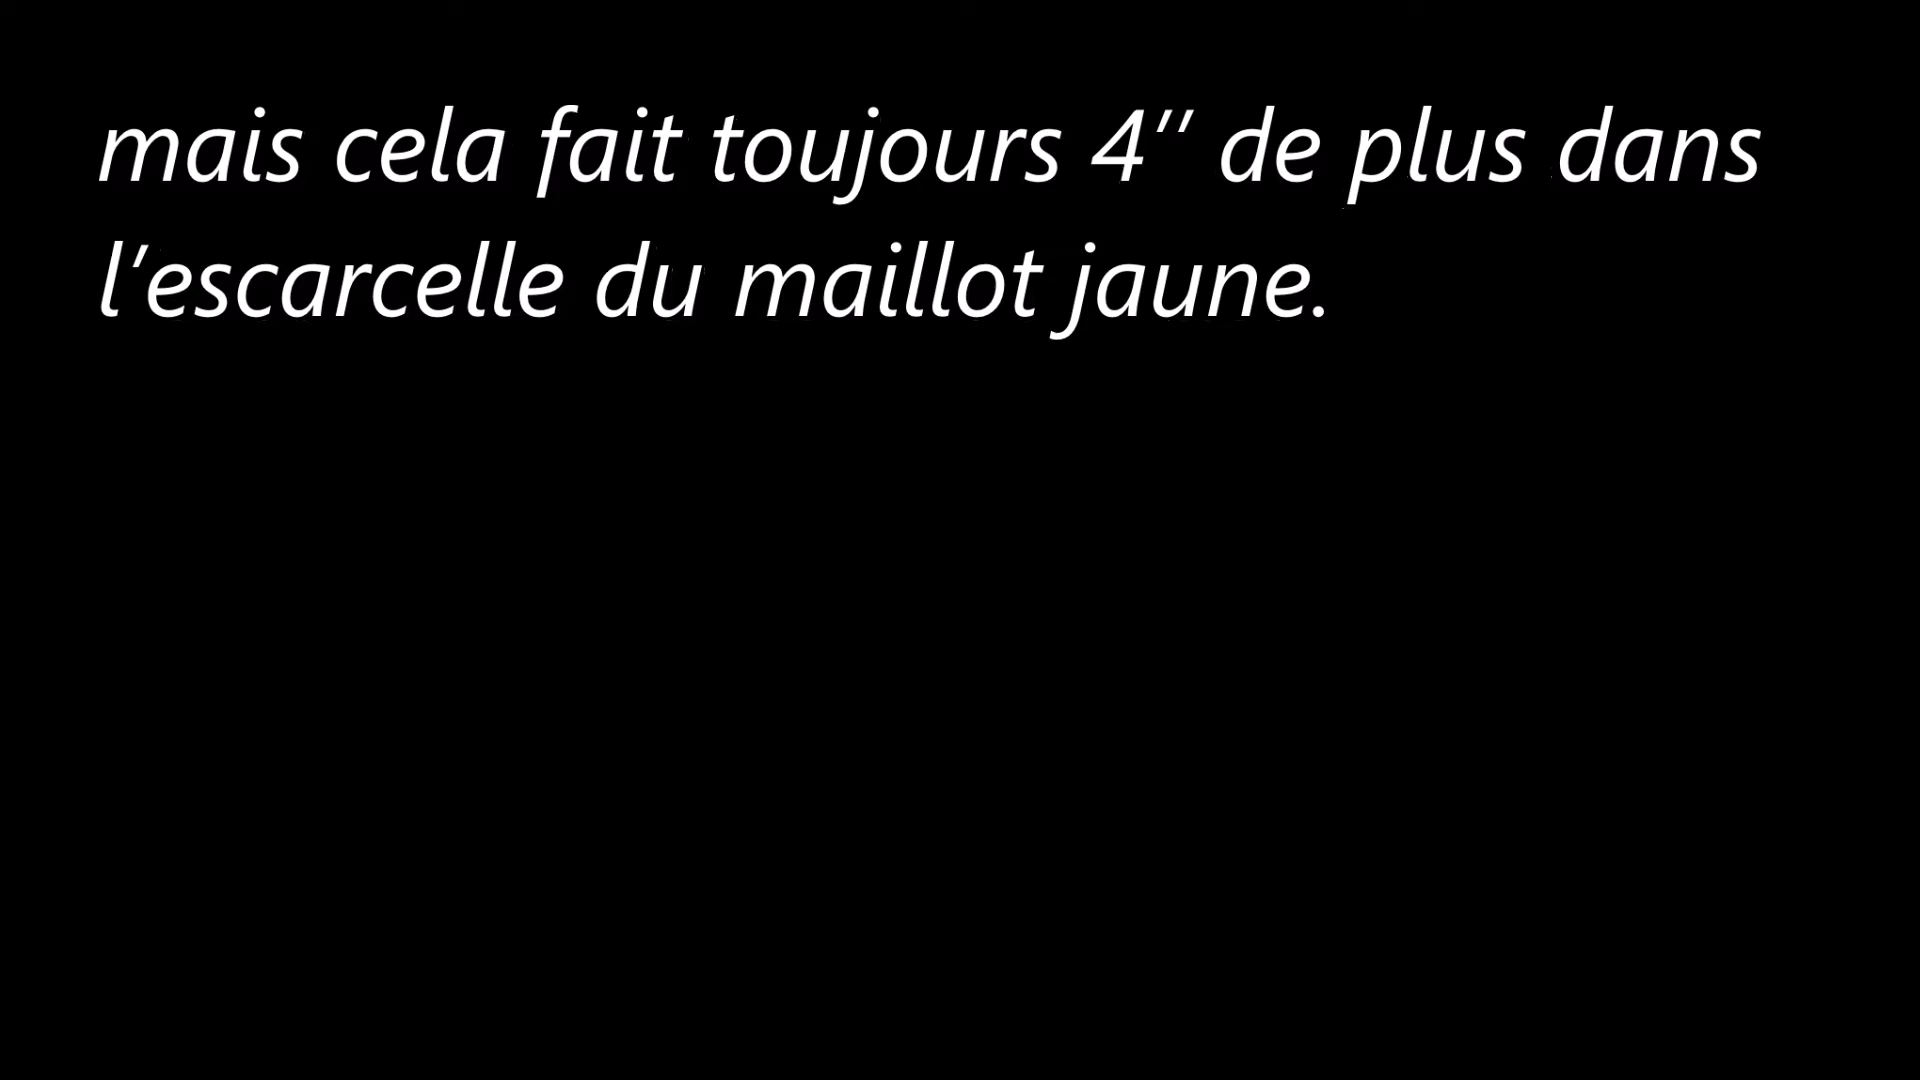 mais cela fait toujours 4’’ de plus dans
l’escarcelle du maillot jaune.